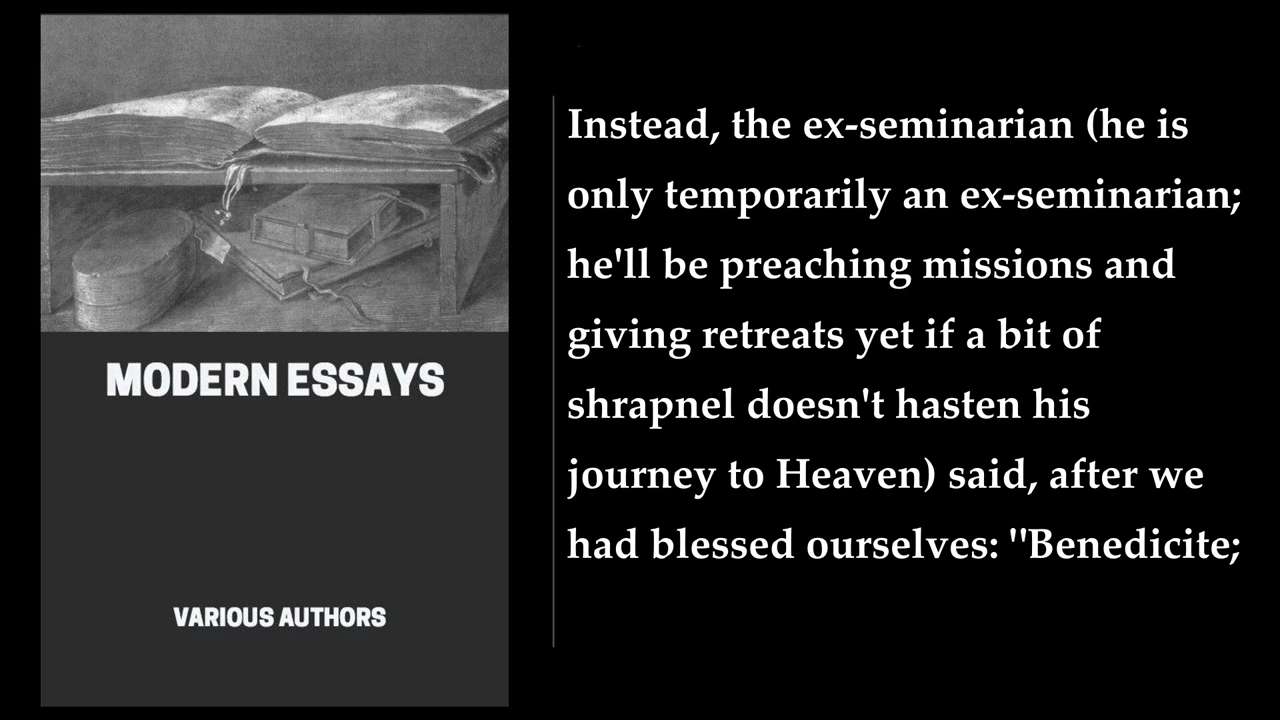 MODERN ESSAYS
VARIOUS AUTHORS
Instead, the ex-seminarian (he is
only temporarily an ex-seminarian;
he'll be preaching missions and
giving retreats yet if a bit of
shrapnel doesn't hasten his
journey to Heaven) said, after we
had blessed ourselves: "Benedicite;